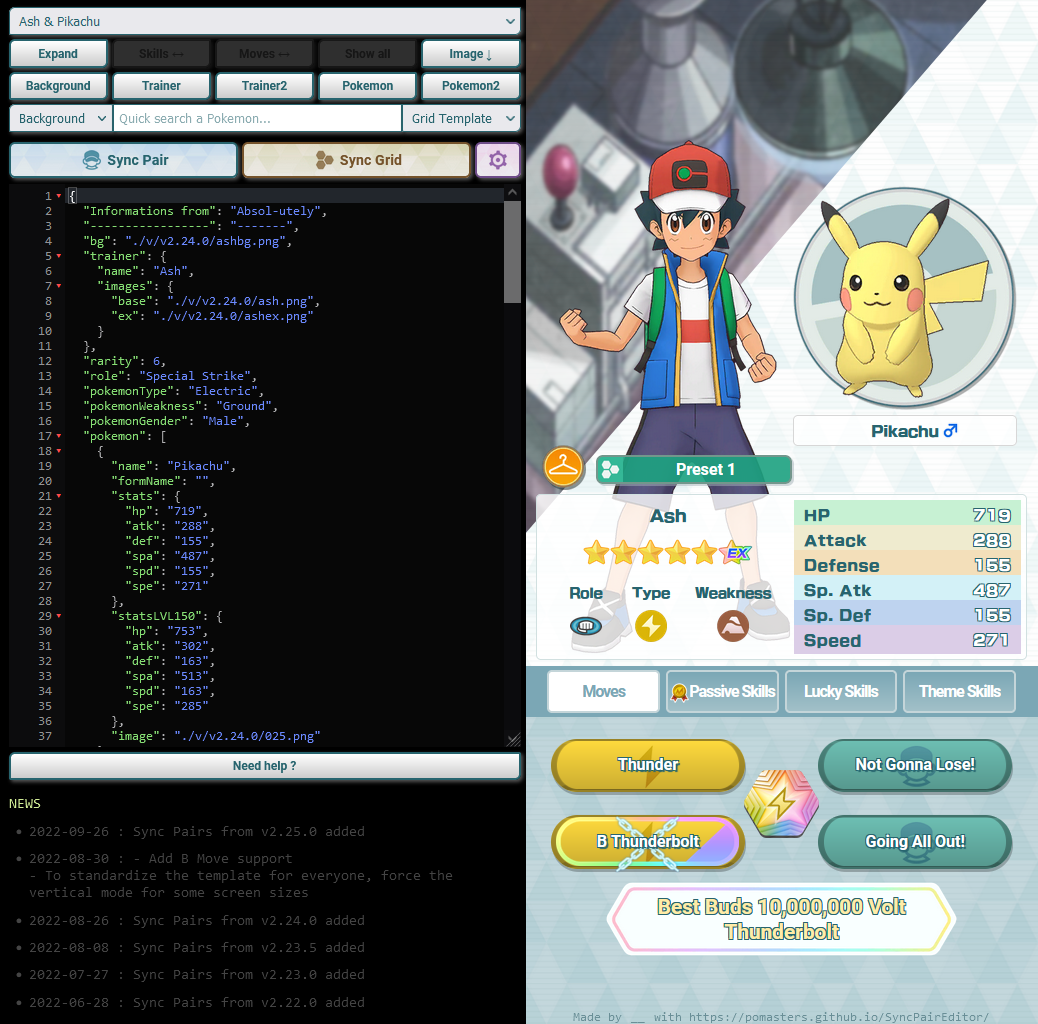 Ash & Pikachu
Expand
Skills ↔
Moves ↔
Show all
Image ↓
Background
Trainer
Trainer2
Pokemon
Pokemon2
Background
Quick search a Pokemon...
Grid Template
Sync Pair
Sync Grid
1 {
2 "Informations from": "Absol-utely",
3 "-----------------": "-------",
4 "bg": "./v/v2.24.0/ashbg.png",
5 "trainer": {
6 "name": "Ash",
7 "images": {
8 "base": "./v/v2.24.0/ash.png",
9 "ex": "./v/v2.24.0/ashex.png"
10 }
11 },
12 "rarity": 6,
13 "role": "Special Strike",
14 "pokemonType": "Electric",
15 "pokemonWeakness": "Ground",
16 "pokemonGender": "Male",
17 "pokemon": [
18 {
19 "name": "Pikachu",
20 "formName": "",
21 "stats": {
22 "hp": "719",
23 "atk": "288",
24 "def": "155",
25 "spa": "487",
26 "spd": "155",
27 "spe": "271"
28 },
29 "statsLVL150": {
30 "hp": "753",
31 "atk": "302",
32 "def": "163",
33 "spa": "513",
34 "spd": "163",
35 "spe": "285"
36 },
37 "image": "./v/v2.24.0/025.png"
Need help ?
NEWS
• 2022-09-26 : Sync Pairs from v2.25.0 added
• 2022-08-30 : - Add B Move support
- To standardize the template for everyone, force the
vertical mode for some screen sizes
• 2022-08-26 : Sync Pairs from v2.24.0 added
• 2022-08-08 : Sync Pairs from v2.23.5 added
• 2022-07-27 : Sync Pairs from v2.23.0 added
• 2022-06-28 : Sync Pairs from v2.22.0 added
Pikachu ♂
Preset 1
Ash
EX
Role Type Weakness
HP 719
Attack 288
Defense 155
Sp. Atk 487
Sp. Def 155
Speed 271
Moves
Passive Skills
Lucky Skills
Theme Skills
Thunder
Not Gonna Lose!
B Thunderbolt
Going All Out!
Best Buds 10,000,000 Volt
Thunderbolt
Made by __ with https://pomasters.github.io/SyncPairEditor/